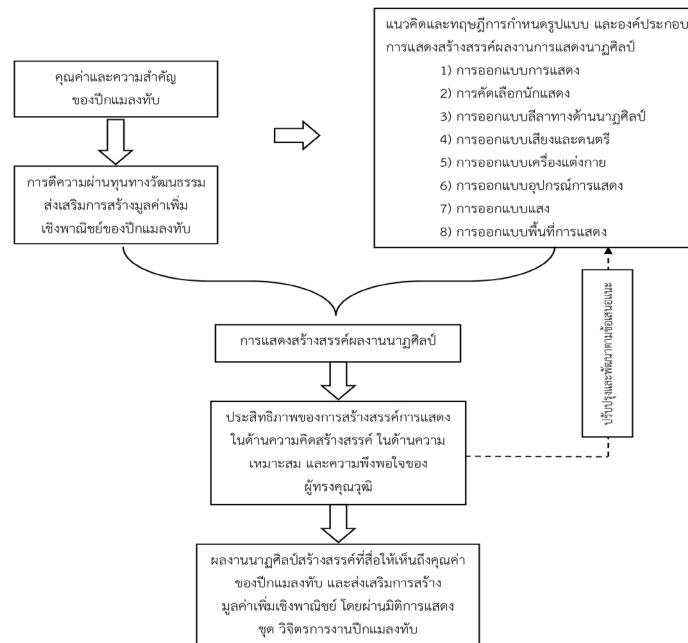 คุณค่าและความสำคัญ
ของปีกแมลงทับ
การตีความผ่านทุนทางวัฒนธรรม
ส่งเสริมการสร้างมูลค่าเพิ่ม
เชิงพาณิชย์ของปีกแมลงทับ
แนวคิดและทฤษฎีการกำหนดรูปแบบ และองค์ประกอบ
การแสดงสร้างสรรค์ผลงานการแสดงนาฏศิลป์
1) การออกแบบการแสดง
2) การคัดเลือกนักแสดง
3) การออกแบบลีลาทางด้านนาฏศิลป์
4) การออกแบบเสียงและดนตรี
5) การออกแบบเครื่องแต่งกาย
6) การออกแบบอุปกรณ์การแสดง
7) การออกแบบแสง
8) การออกแบบพื้นที่การแสดง
การแสดงสร้างสรรค์ผลงานนาฏศิลป์
ประสิทธิภาพของการสร้างสรรค์การแสดง
ในด้านความคิดสร้างสรรค์ ในด้านความ
เหมาะสม และความพึงพอใจของ
ผู้ทรงคุณวุฒิ
ปรับปรุงและพัฒนาตามข้อเสนอแนะ
ผลงานนาฏศิลป์สร้างสรรค์ที่สื่อให้เห็นถึงคุณค่า
ของปีกแมลงทับ และส่งเสริมการสร้าง
มูลค่าเพิ่มเชิงพาณิชย์ โดยผ่านมิติการแสดง
ชุด วิจิตรการงานปีกแมลงทับ